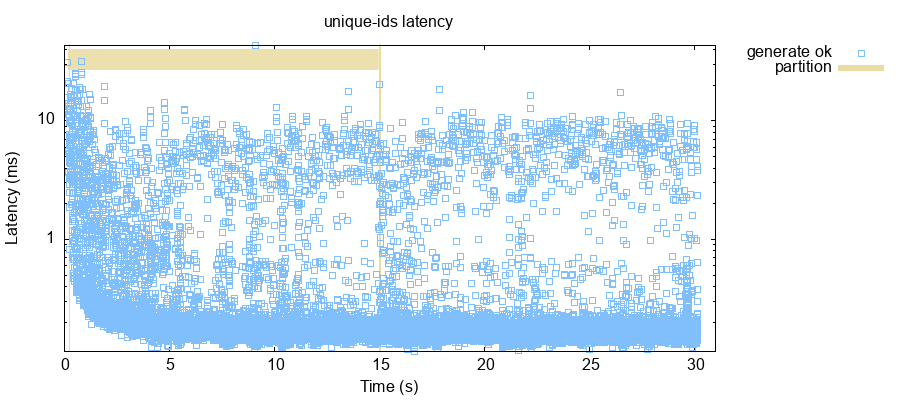 unique-ids latency
generate ok
partition
10
1
Latency (ms)
0 5 10 15 20 25 30
Time (s)